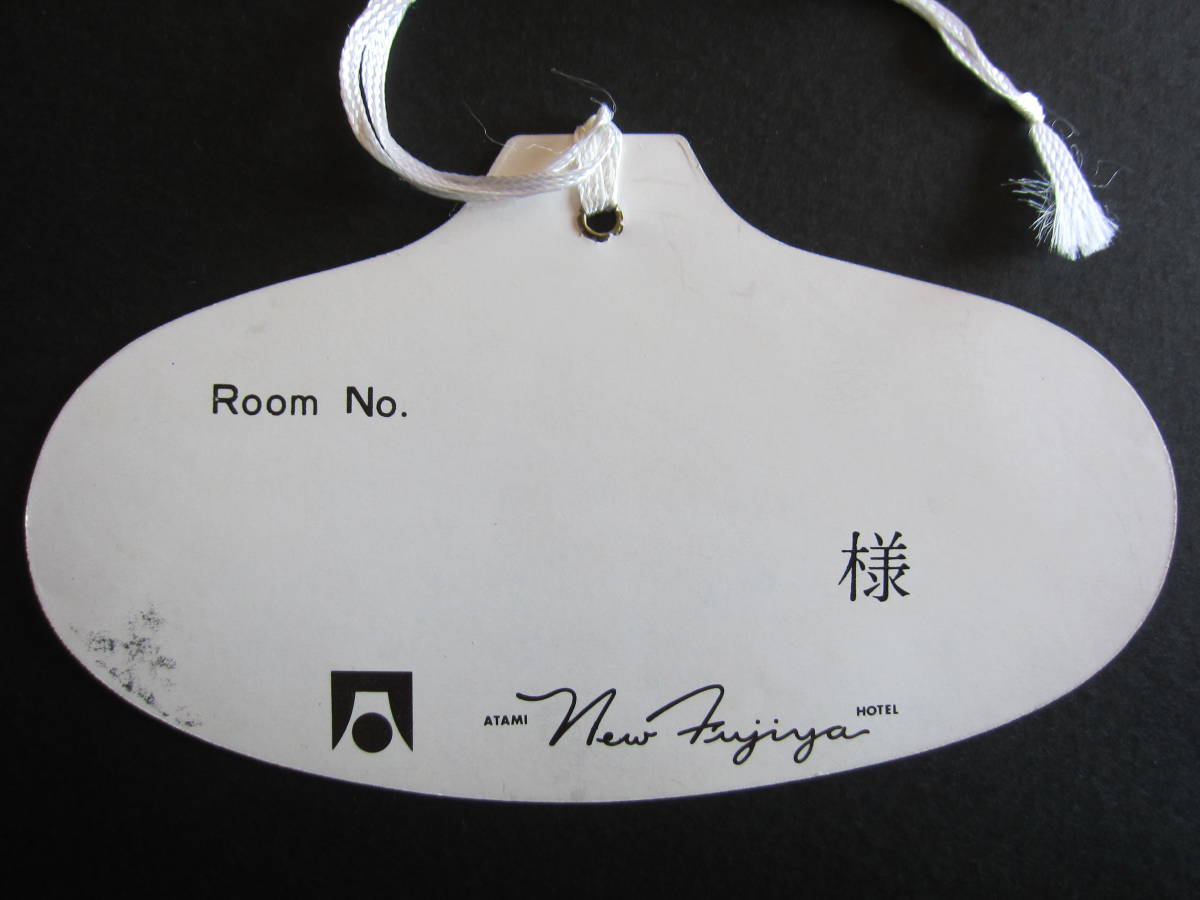 Room No.
様
ATAMI New Fujiya HOTEL